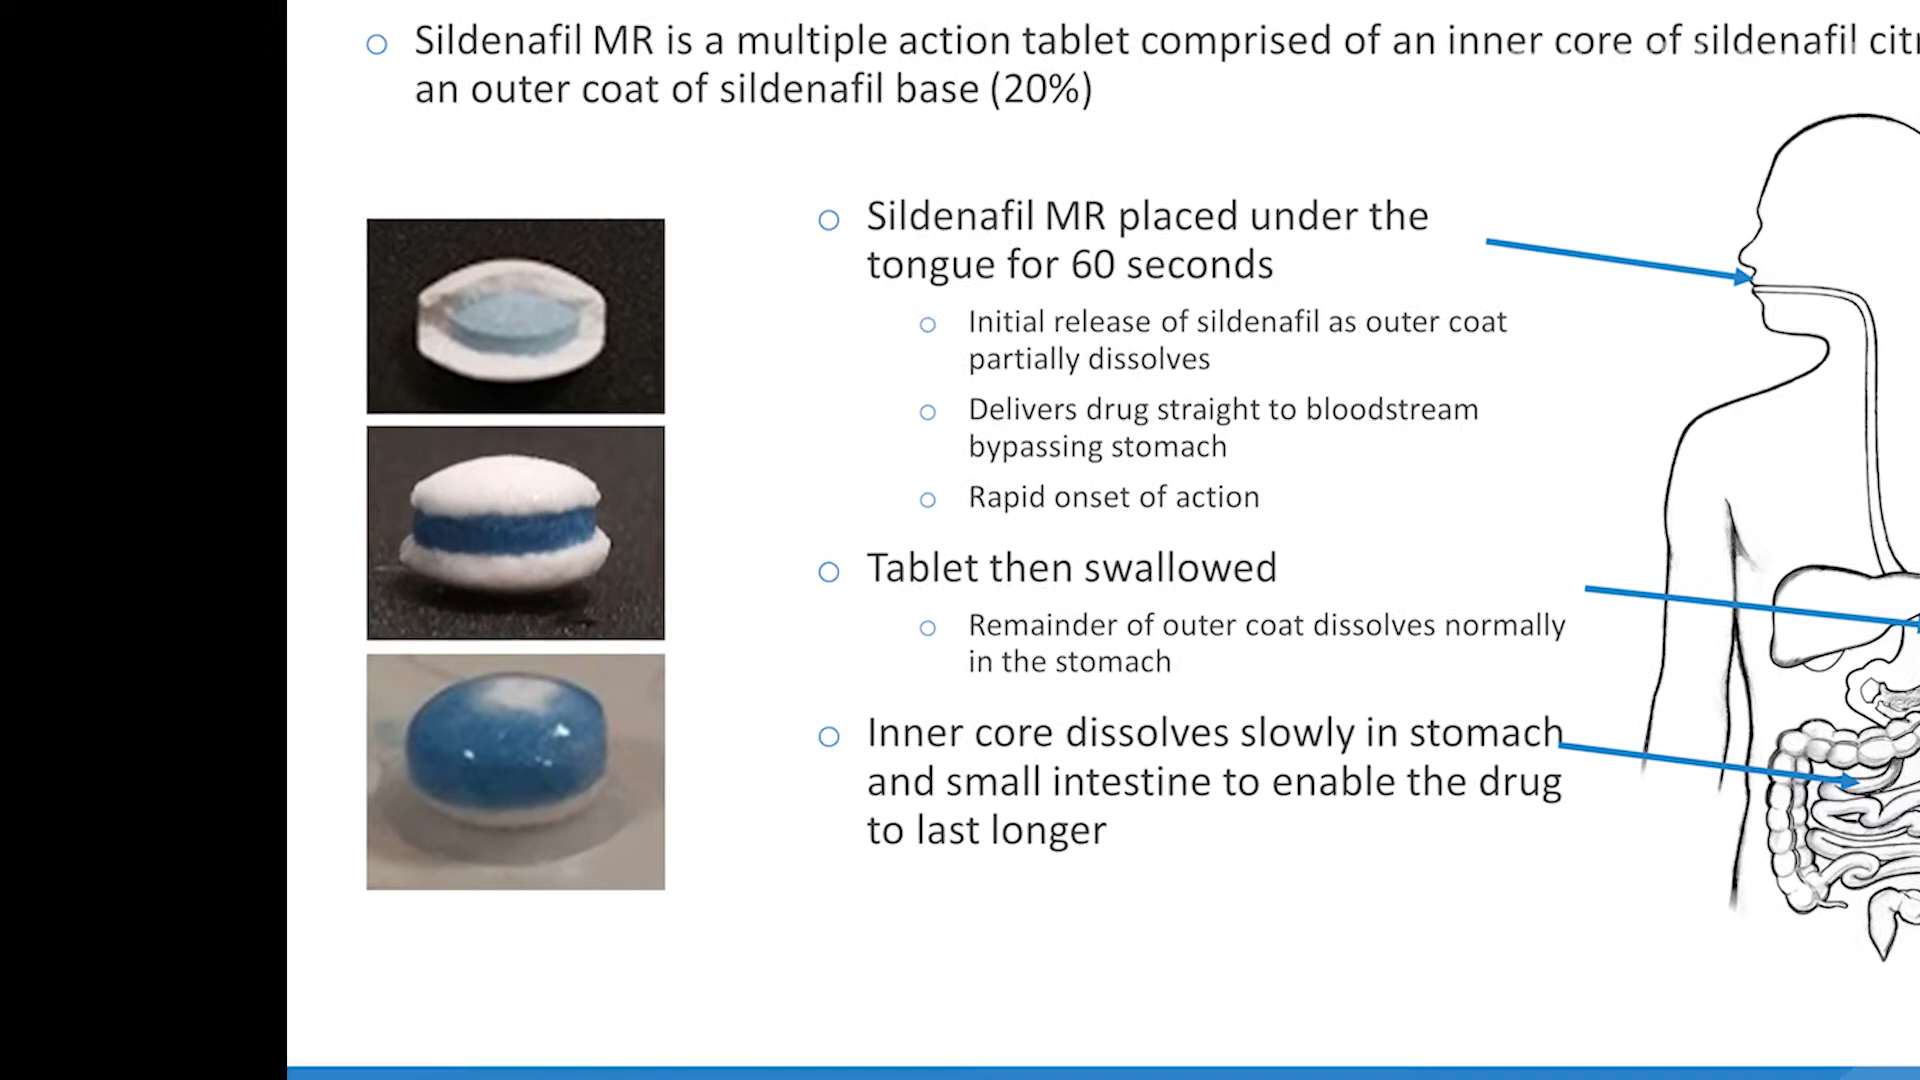 Sildenafil MR is a multiple action tablet comprised of an inner core of sildenafil
an outer coat of sildenafil base (20%)
Sildenafil MR placed under the
tongue for 60 seconds
Initial release of sildenafil as outer coat
partially dissolves
Delivers drug straight to bloodstream
bypassing stomach
Rapid onset of action
Tablet then swallowed
Remainder of outer coat dissolves normally
in the stomach
Inner core dissolves slowly in stomach
and small intestine to enable the drug
to last longer